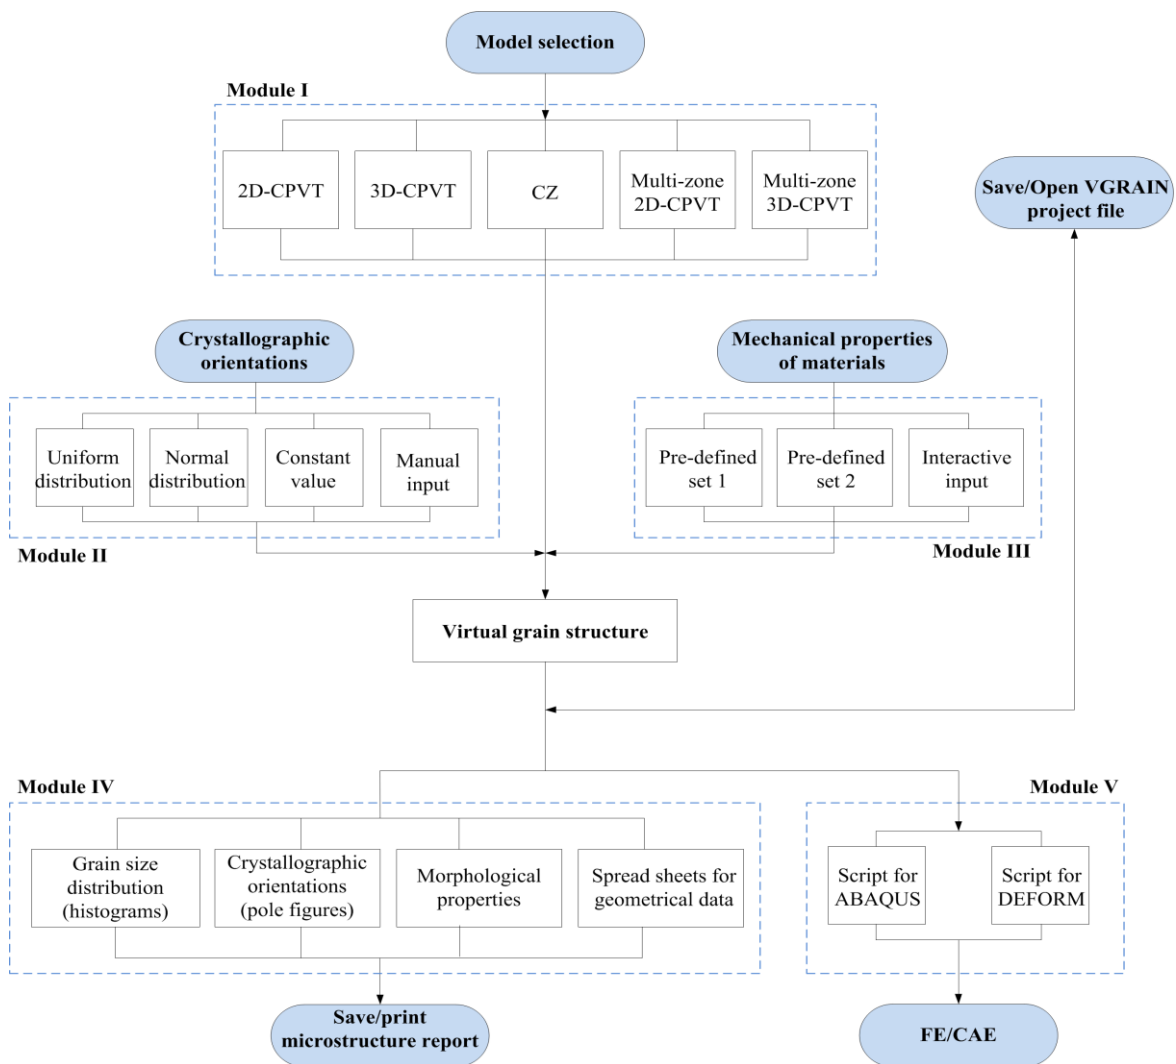 Model selection
Module I
2D-CPVT
3D-CPVT
CZ
Multi-zone
2D-CPVT
Multi-zone
3D-CPVT
Save/Open VGRAIN
project file
Crystallographic
orientations
Mechanical properties
of materials
Uniform
distribution
Normal
distribution
Constant
value
Manual
input
Pre-defined
set 1
Pre-defined
set 2
Interactive
input
Module II
Module III
Virtual grain structure
Module IV
Module V
Grain size
distribution
(histograms)
Crystallographic
orientations
(pole figures)
Morphological
properties
Spread sheets for
geometrical data
Script for
ABAQUS
Script for
DEFORM
Save/print
microstructure report
FE/CAE